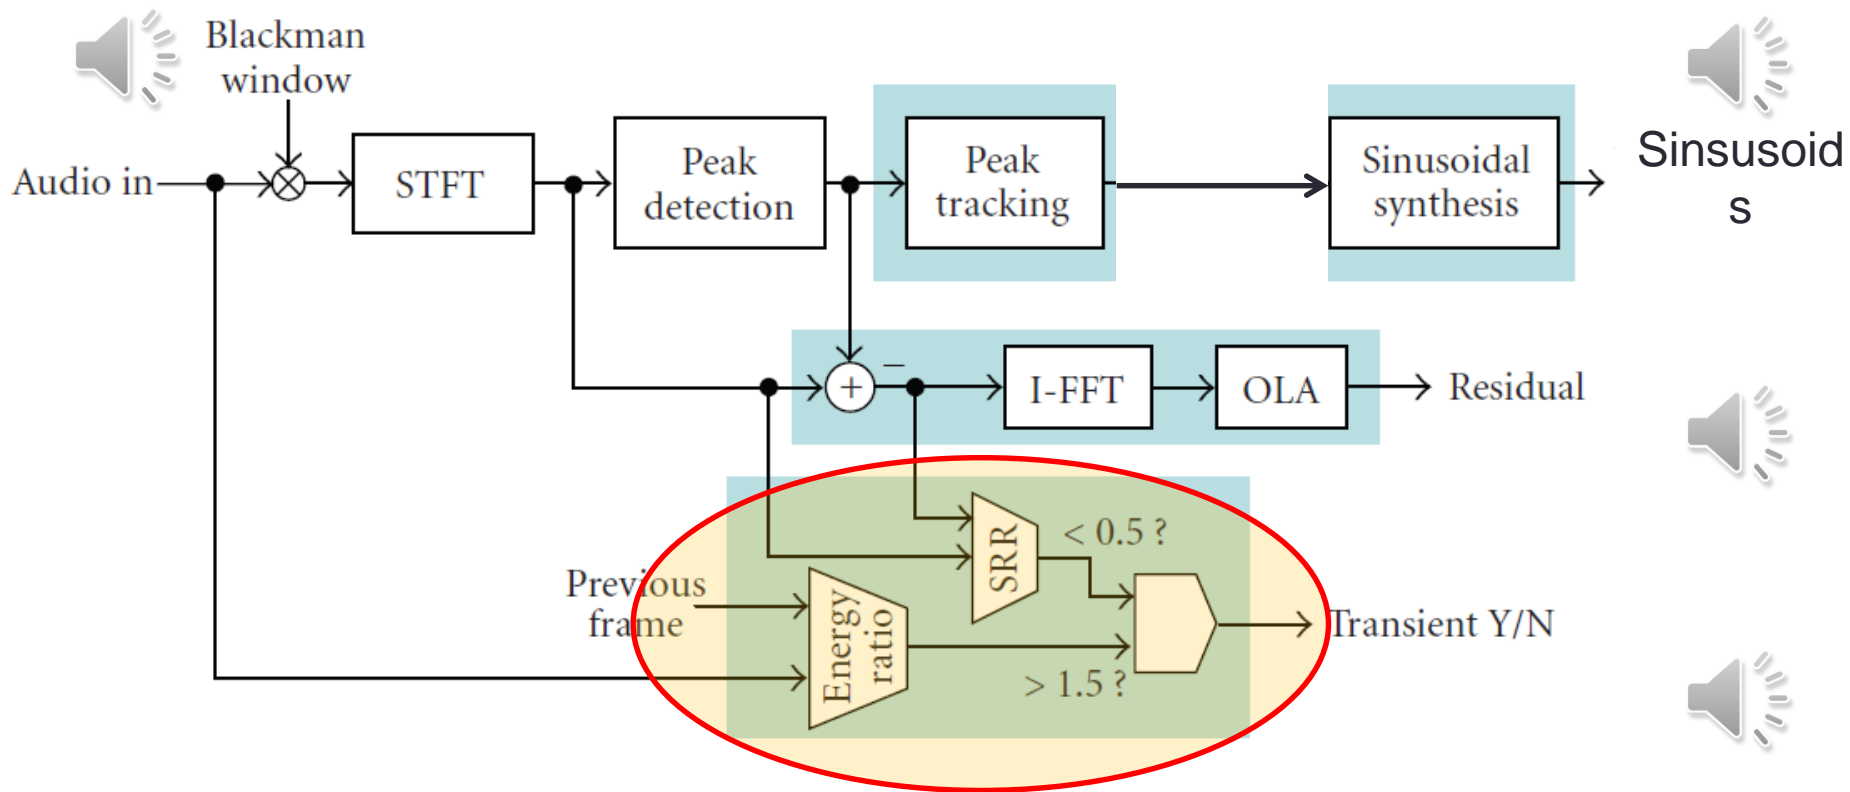 Blackman
window
Audio in
STFT
Peak
detection
Peak
tracking
Sinusoidal
synthesis
Sinsusoid
s
+
−
I-FFT
OLA
Residual
SRR
< 0.5 ?
Previous
frame
Energy
ratio
> 1.5 ?
Transient Y/N